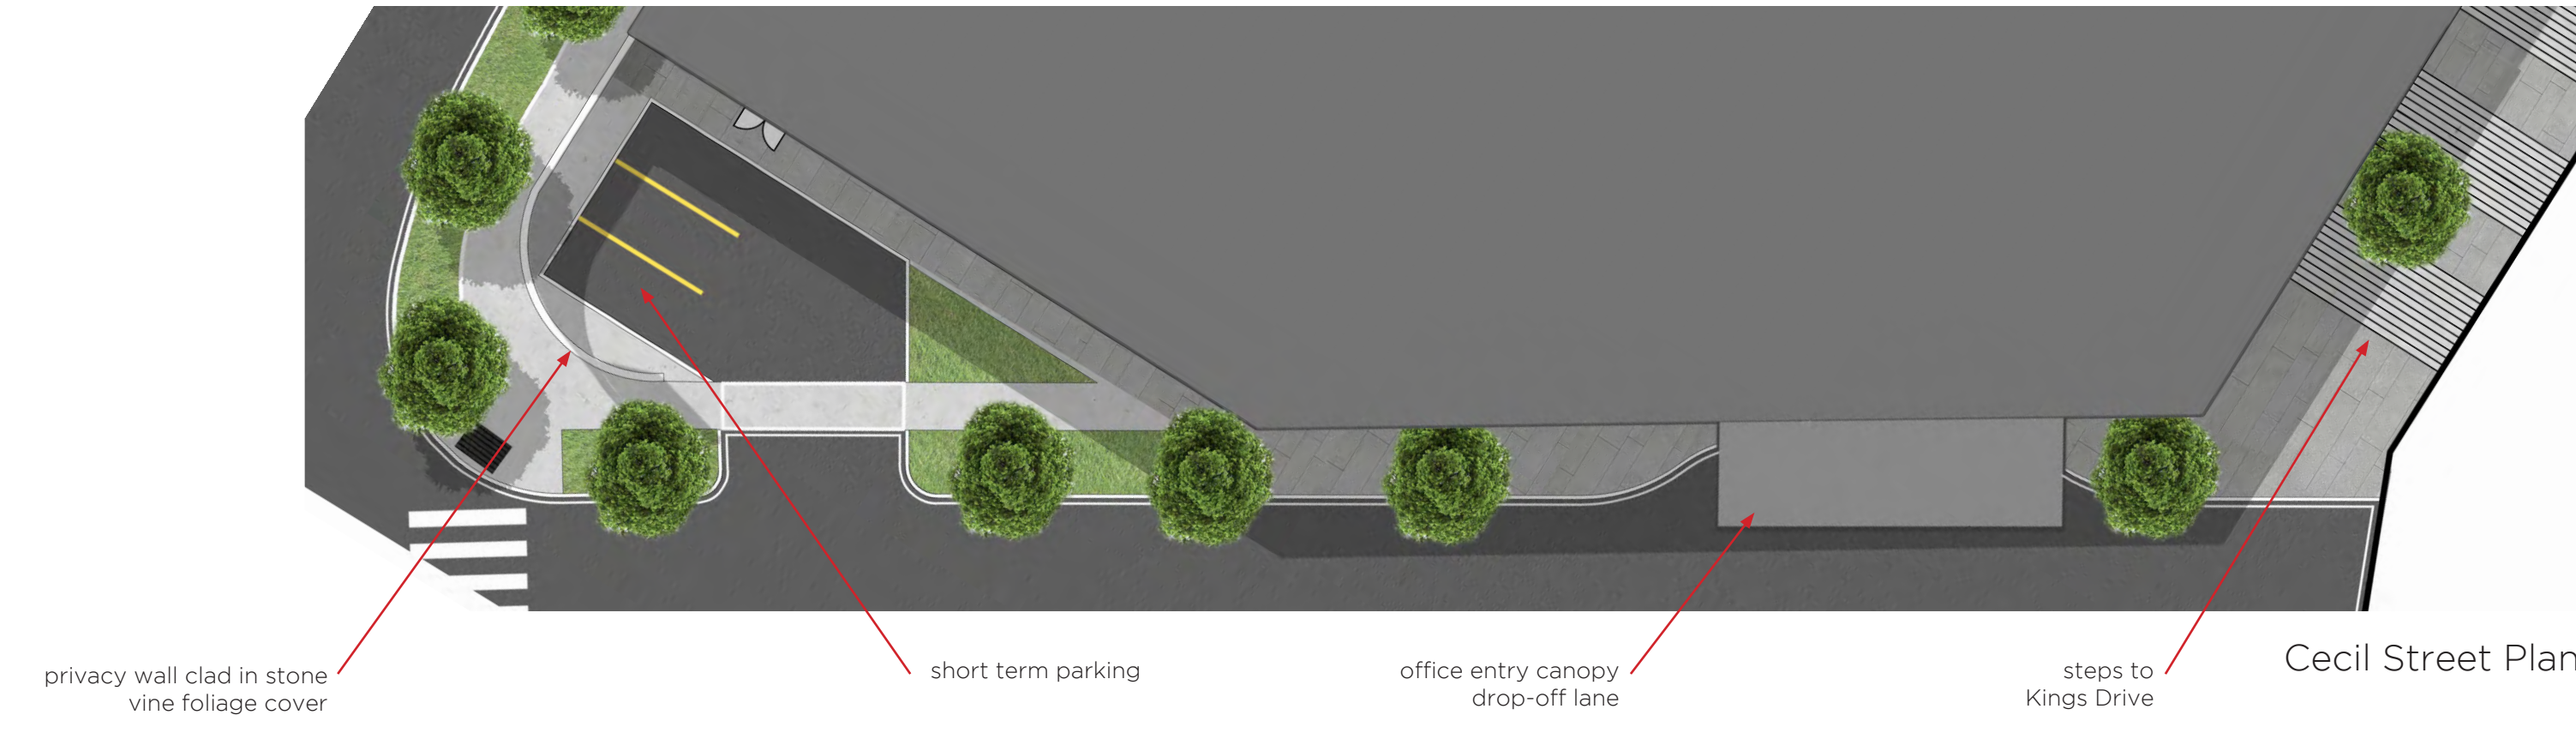 privacy wall clad in stone
vine foliage cover
short term parking
office entry canopy
drop-off lane
steps to
Kings Drive
Cecil Street Plan